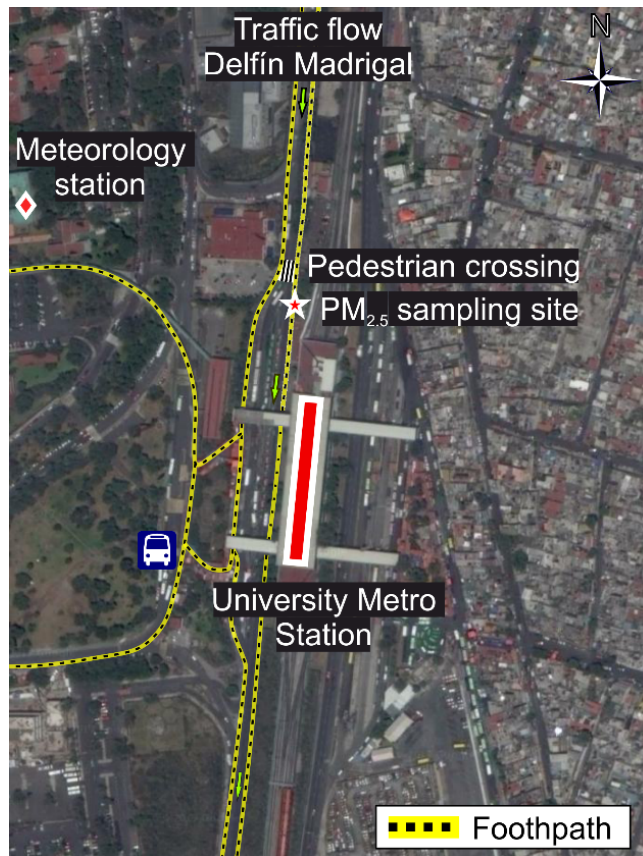 Traffic flow
Delfín Madrigal
N
Meteorology
station
Pedestrian crossing
PM2.5 sampling site
University Metro
Station
Foothpath